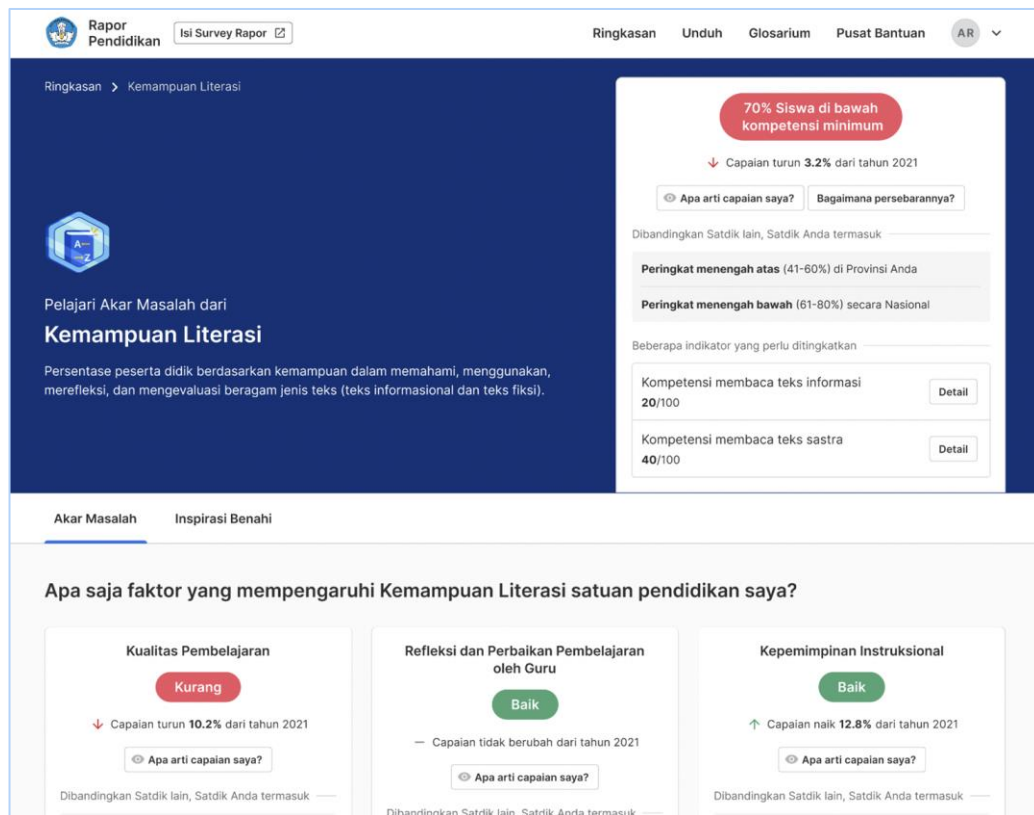 Rapor
Pendidikan
Isi Survey Rapor
Ringkasan
Unduh
Glosarium
Pusat Bantuan
AR
Ringkasan > Kemampuan Literasi
A
Z
Pelajari Akar Masalah dari
Kemampuan Literasi
Persentase peserta didik berdasarkan kemampuan dalam memahami, menggunakan,
merefleksi, dan mengevaluasi beragam jenis teks (teks informasional dan teks fiksi).
70% Siswa di bawah
kompetensi minimum
Capaian turun 3.2% dari tahun 2021
Apa arti capaian saya?
Bagaimana persebarannya?
Dibandingkan Satdik lain, Satdik Anda termasuk
Peringkat menengah atas (41-60%) di Provinsi Anda
Peringkat menengah bawah (61-80%) secara Nasional
Beberapa indikator yang perlu ditingkatkan
Kompetensi membaca teks informasi
20/100
Detail
Kompetensi membaca teks sastra
40/100
Detail
Akar Masalah
Inspirasi Benahi
Apa saja faktor yang mempengaruhi Kemampuan Literasi satuan pendidikan saya?
Kualitas Pembelajaran
Kurang
Capaian turun 10.2% dari tahun 2021
Apa arti capaian saya?
Dibandingkan Satdik lain, Satdik Anda termasuk
Refleksi dan Perbaikan Pembelajaran
oleh Guru
Baik
Capaian tidak berubah dari tahun 2021
Apa arti capaian saya?
Dibandingkan Satdik lain, Satdik Anda termasuk
Kepemimpinan Instruksional
Baik
Capaian naik 12.8% dari tahun 2021
Apa arti capaian saya?
Dibandingkan Satdik lain, Satdik Anda termasuk